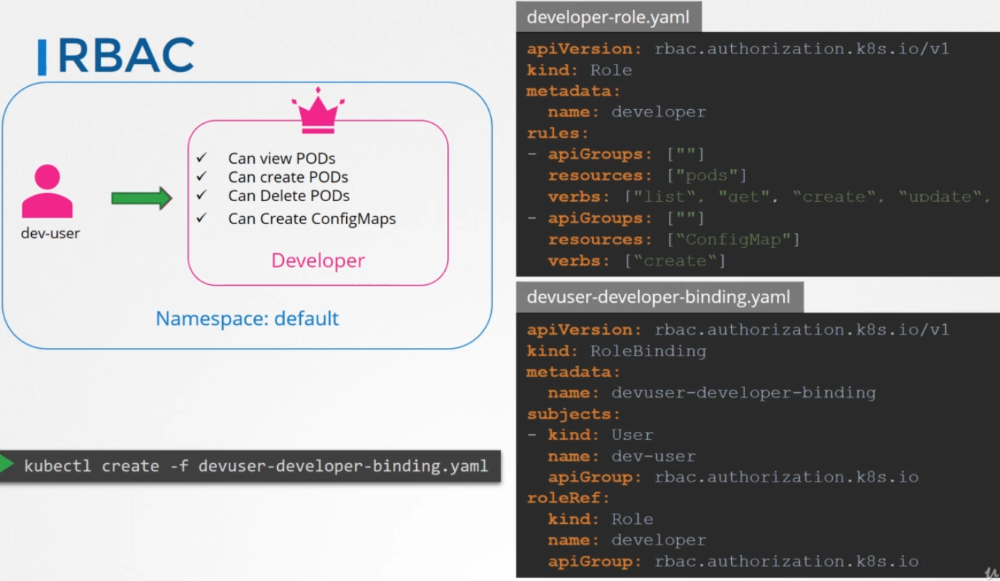 RBAC
✓ Can view PODs
✓ Can create PODs
✓ Can Delete PODs
✓ Can Create ConfigMaps
Developer
dev-user
Namespace: default
kubectl create -f devuser-developer-binding.yaml
developer-role.yaml
apiVersion: rbac.authorization.k8s.io/v1
kind: Role
metadata:
  name: developer
rules:
- apiGroups: [""]
  resources: ["pods"]
  verbs: ["list“, "get", “create“, “update“,
- apiGroups: [""]
  resources: [“ConfigMap"]
  verbs: [“create“]
devuser-developer-binding.yaml
apiVersion: rbac.authorization.k8s.io/v1
kind: RoleBinding
metadata:
  name: devuser-developer-binding
subjects:
- kind: User
  name: dev-user
  apiGroup: rbac.authorization.k8s.io
roleRef:
  kind: Role
  name: developer
  apiGroup: rbac.authorization.k8s.io